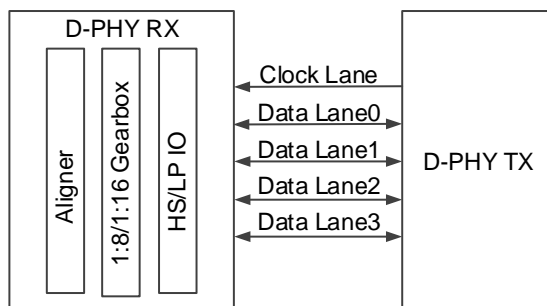 D-PHY RX
Aligner
1:8/1:16 Gearbox
HS/LP IO
Clock Lane
Data Lane0
Data Lane1
Data Lane2
Data Lane3
D-PHY TX